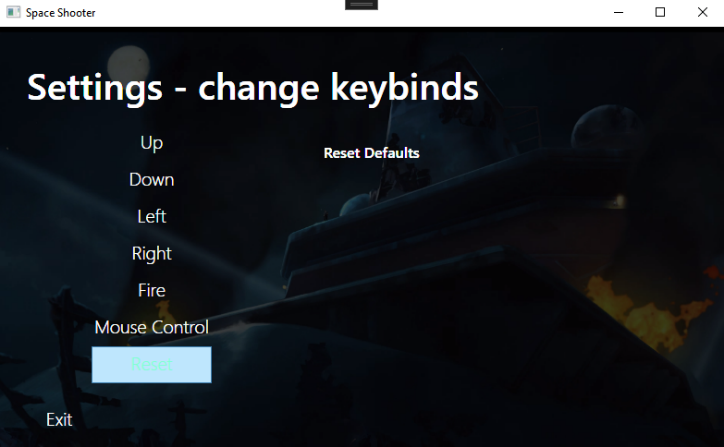 Space Shooter
Settings - change keybinds
Up
Reset Defaults
Down
Left
Right
Fire
Mouse Control
Reset
Exit